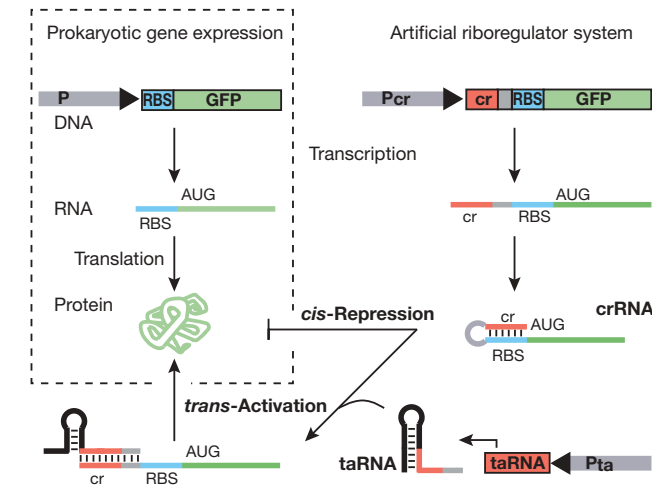 Prokaryotic gene expression
Artificial riboregulator system
P
RBS
GFP
Pcr
cr
RBS
GFP
DNA
Transcription
RNA
AUG
RBS
AUG
cr
RBS
Translation
Protein
cis-Repression
cr
AUG
crRNA
RBS
trans-Activation
AUG
cr
RBS
taRNA
taRNA
Pta